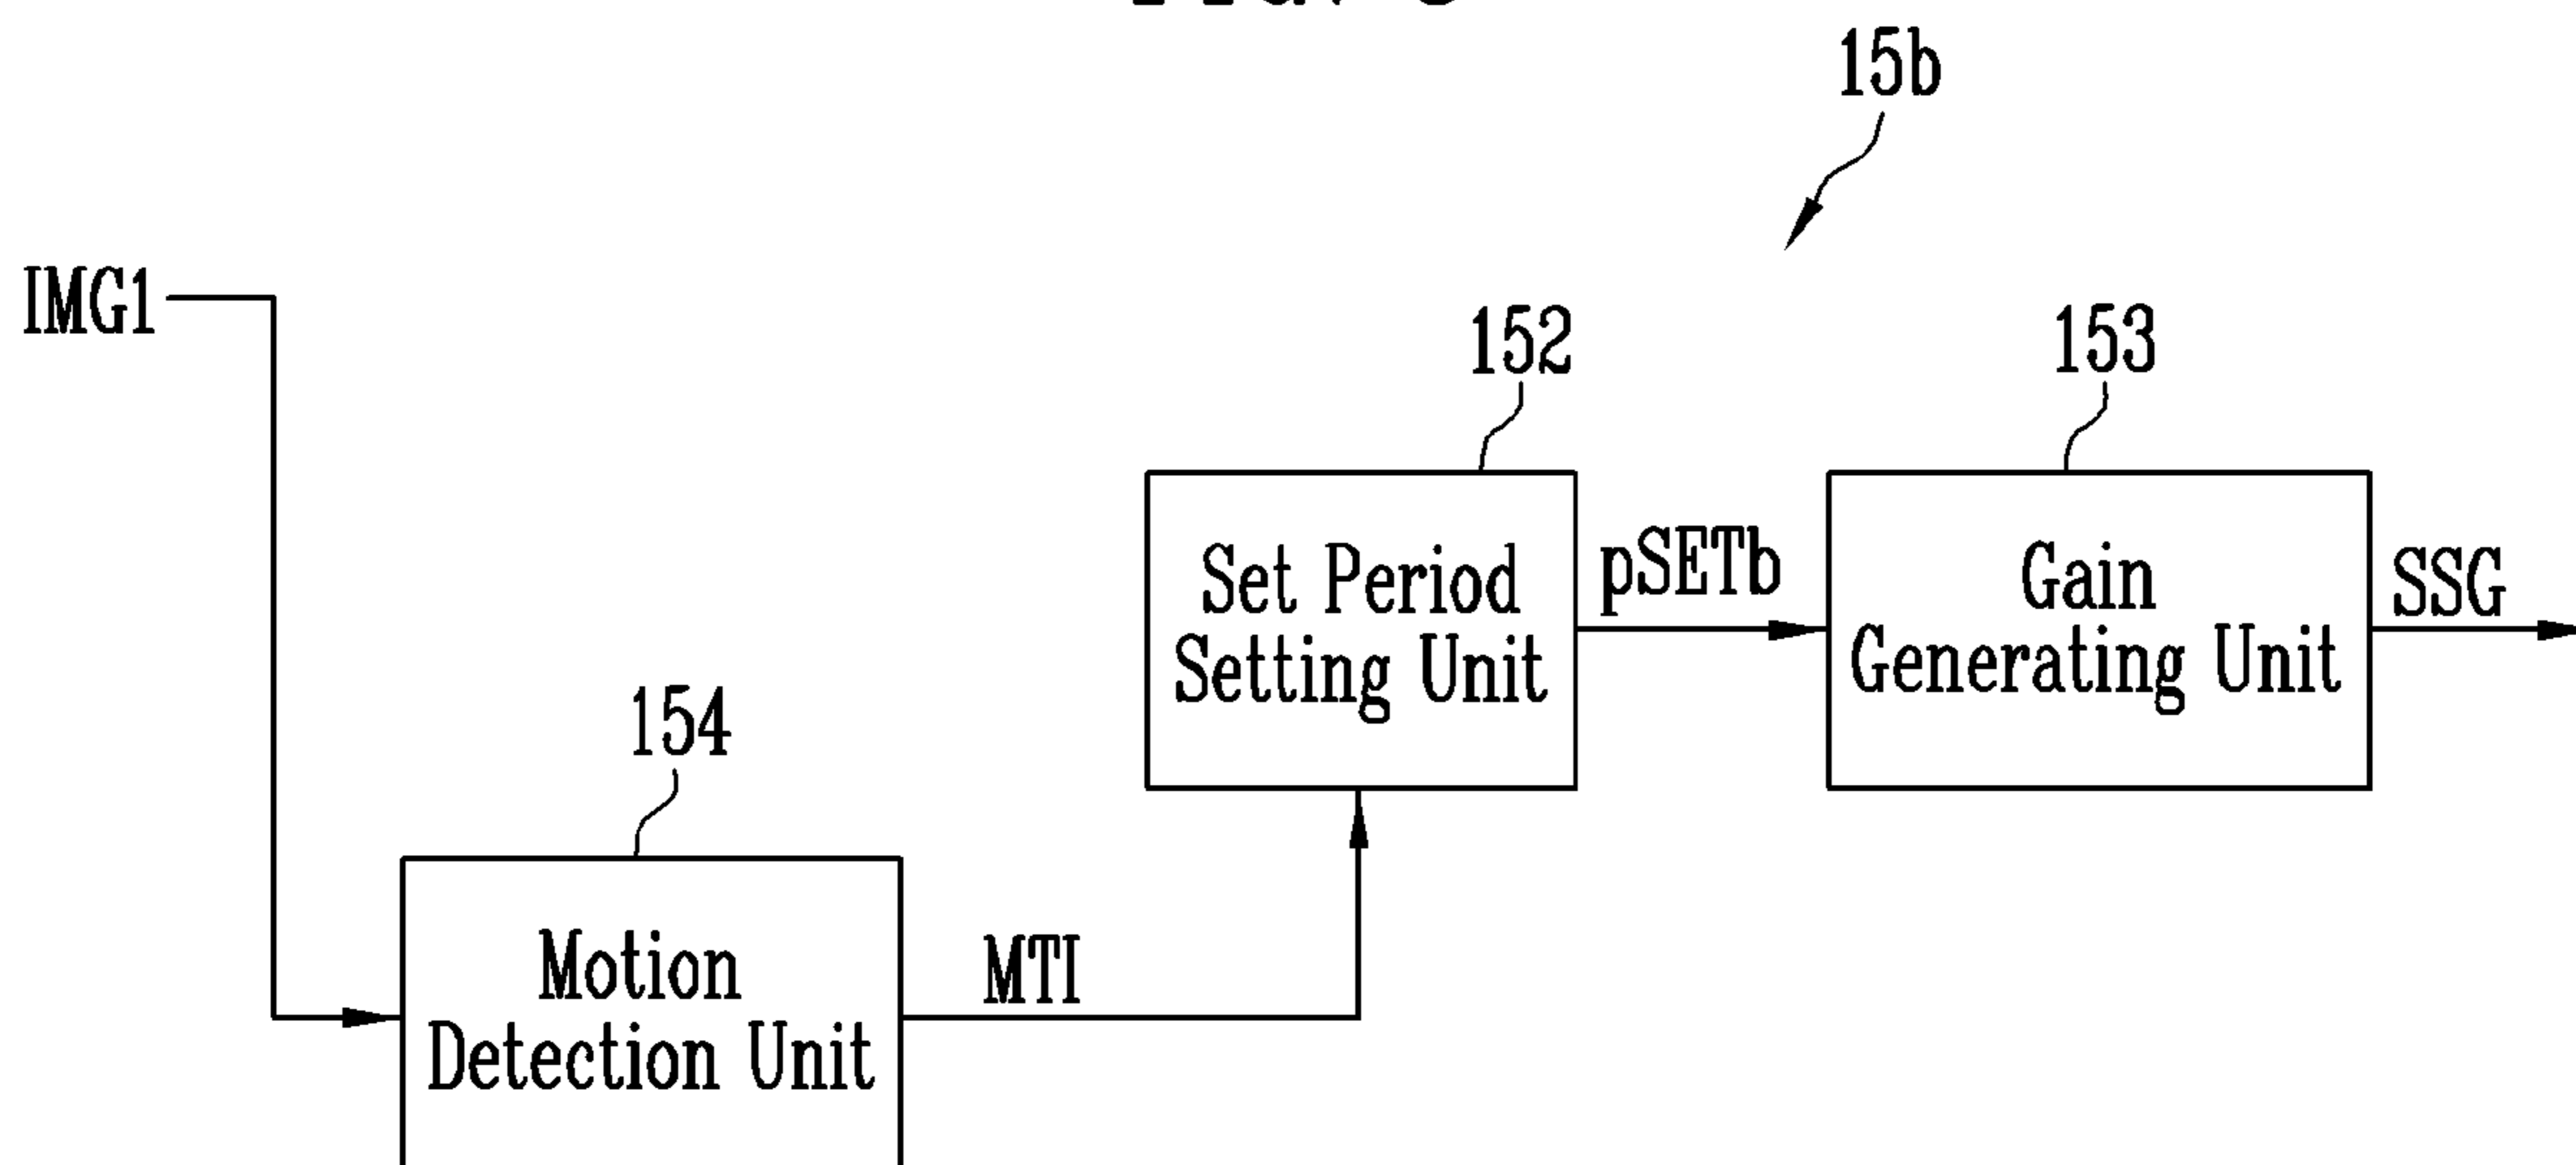 15b
IMG1
152
153
Set Period
Setting Unit
pSETb
Gain
Generating Unit
SSG
154
Motion
Detection Unit
MTI